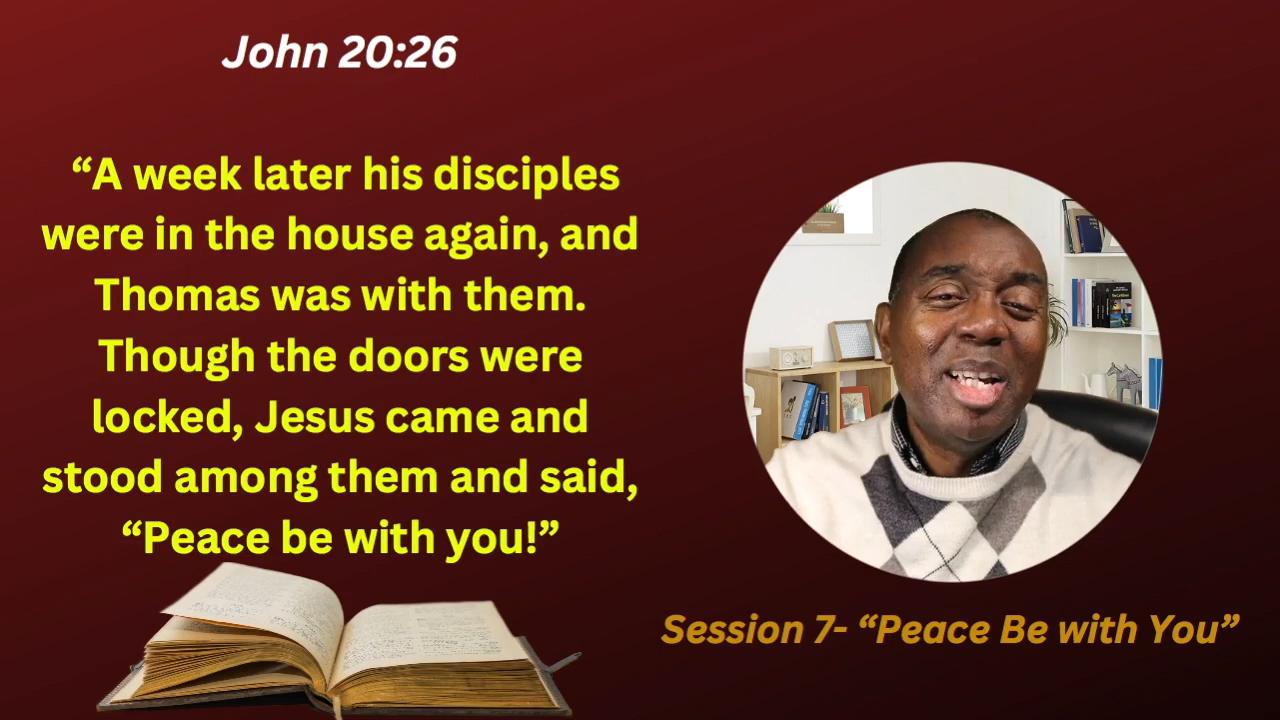 John 20:26
“A week later his disciples
were in the house again, and
Thomas was with them.
Though the doors were
locked, Jesus came and
stood among them and said,
“Peace be with you!”
Session 7- “Peace Be with You”